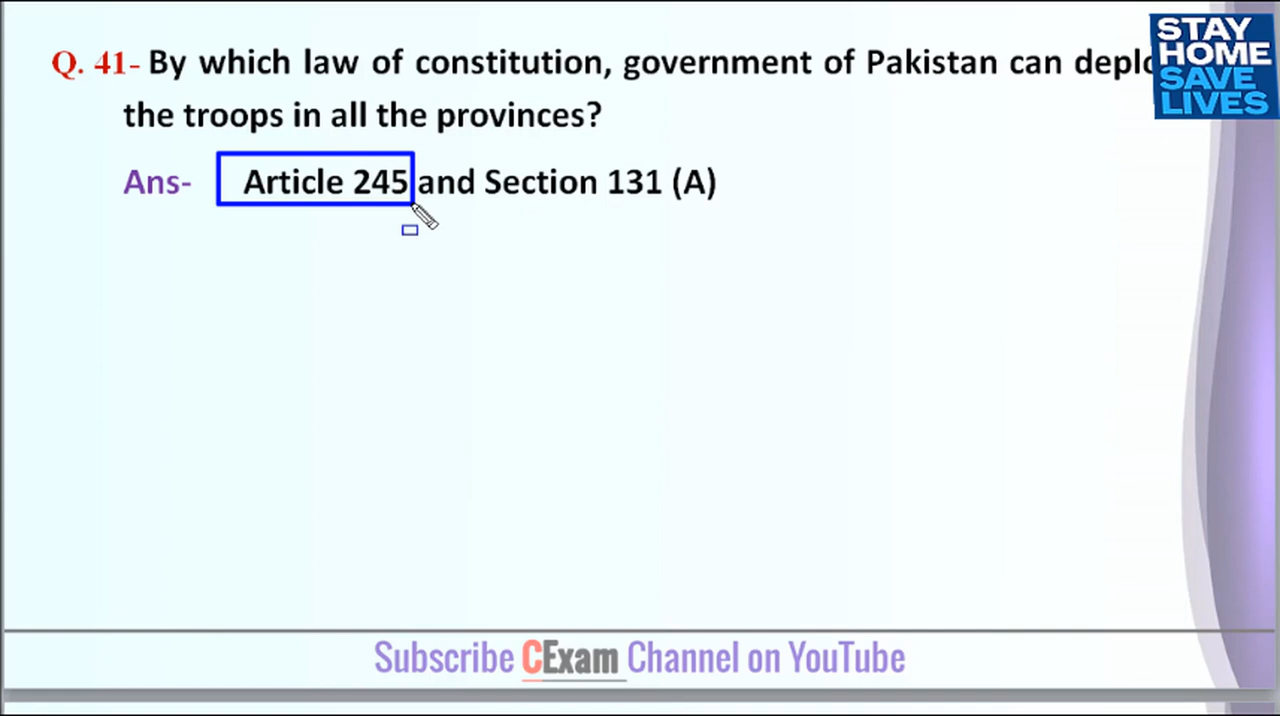 Q. 41- By which law of constitution, government of Pakistan can
the troops in all the provinces?
Ans- Article 245 and Section 131 (A)
STAY
HOME
SAVE
LIVES
Subscribe CExam Channel on YouTube